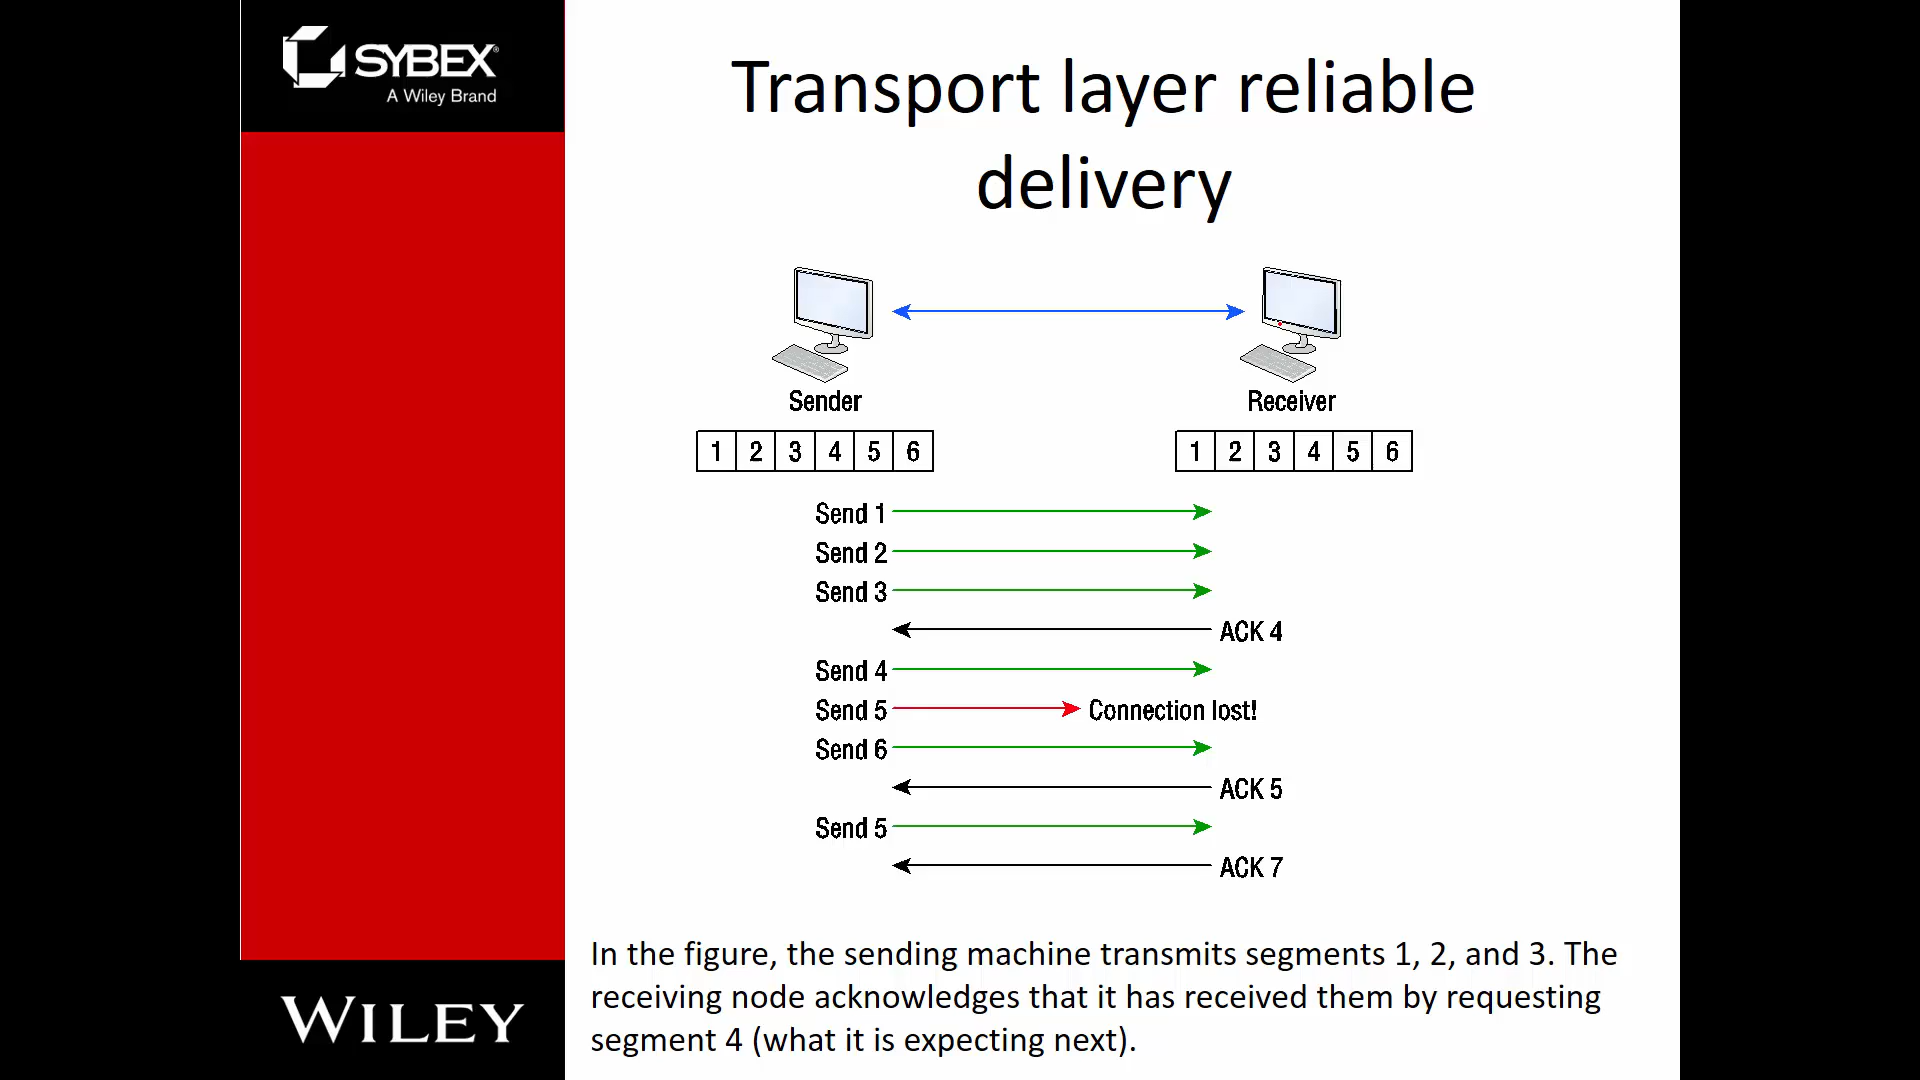 SYBEX®
A Wiley Brand
Transport layer reliable
delivery
Sender
Receiver
1 2 3 4 5 6
1 2 3 4 5 6
Send 1
Send 2
Send 3
ACK 4
Send 4
Send 5
Connection lost!
Send 6
ACK 5
Send 5
ACK 7
In the figure, the sending machine transmits segments 1, 2, and 3. The
receiving node acknowledges that it has received them by requesting
segment 4 (what it is expecting next).
WILEY